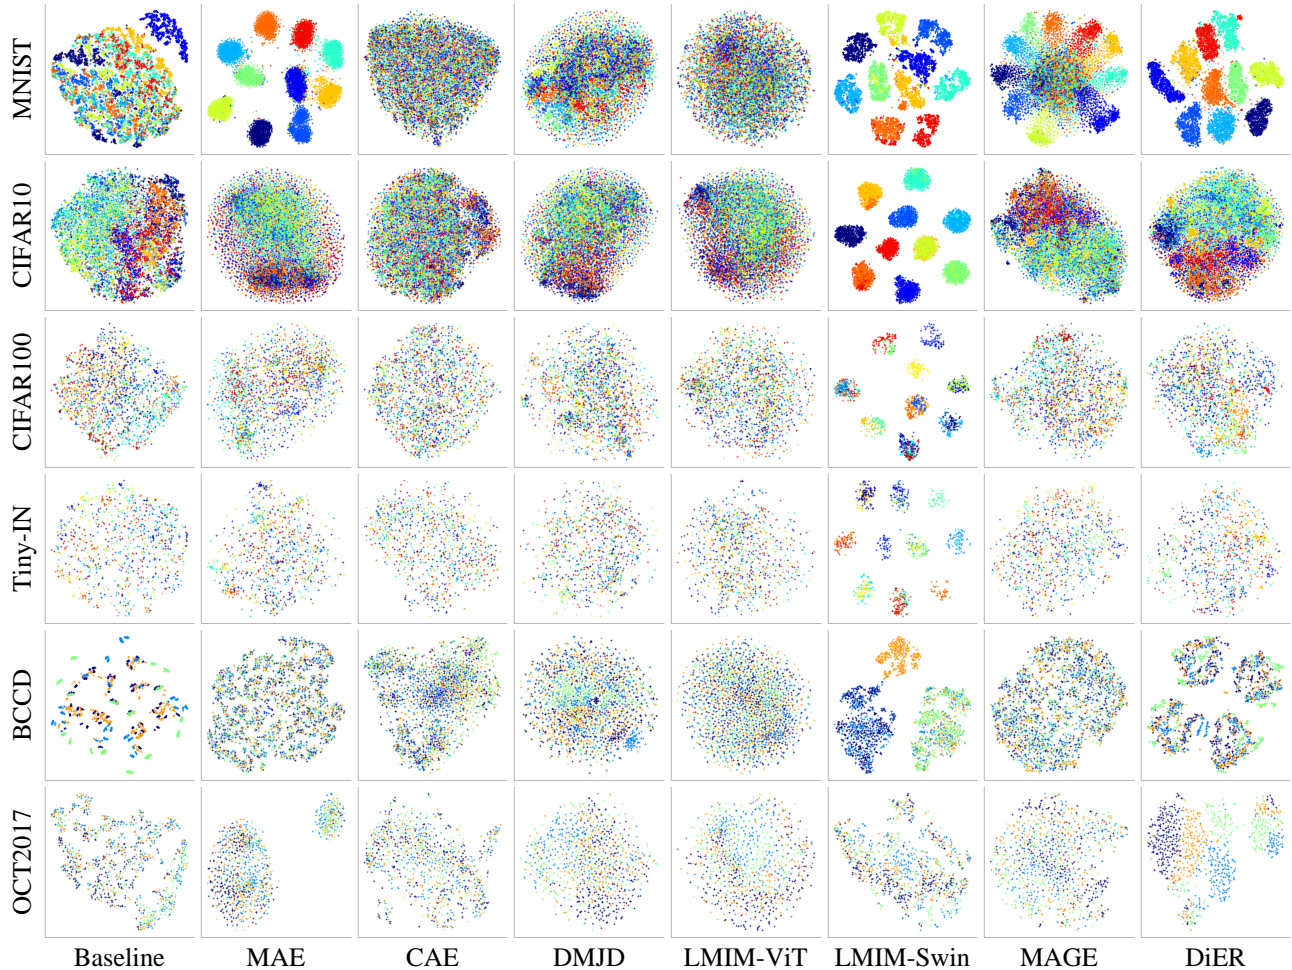 MNIST
CIFAR10
CIFAR100
Tiny-IN
BCCD
OCT2017
Baseline MAE CAE DMJD LMIM-ViT LMIM-Swin MAGE DiER